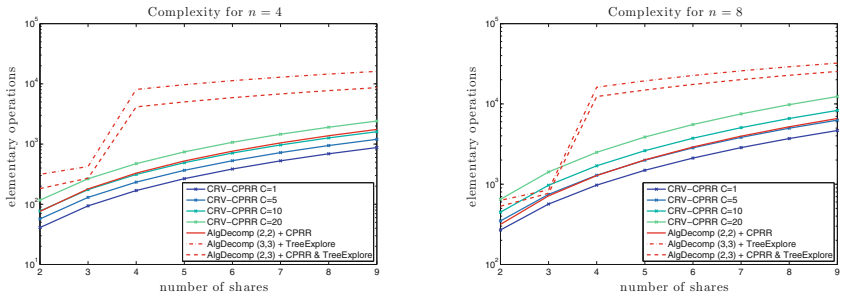 Complexity for n = 4
elementary operations
10^5
10^4
10^3
10^2
10^1
2 3 4 5 6 7 8 9
number of shares
CRV−CPRR C=1
CRV−CPRR C=5
CRV−CPRR C=10
CRV−CPRR C=20
AlgDecomp (2,2) + CPRR
AlgDecomp (3,3) + TreeExplore
AlgDecomp (2,3) + CPRR & TreeExplore
Complexity for n = 8
elementary operations
10^5
10^4
10^3
10^2
2 3 4 5 6 7 8 9
number of shares
CRV−CPRR C=1
CRV−CPRR C=5
CRV−CPRR C=10
CRV−CPRR C=20
AlgDecomp (2,2) + CPRR
AlgDecomp (3,3) + TreeExplore
AlgDecomp (2,3) + CPRR & TreeExplore